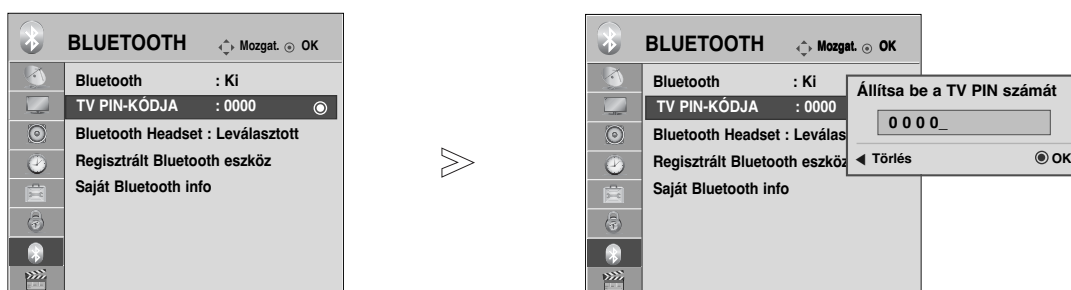 BLUETOOTH Mozgat. OK
Bluetooth : Ki
TV PIN-KÓDJA : 0000
Bluetooth Headset : Leválasztott
Regisztrált Bluetooth eszköz
Saját Bluetooth info
BLUETOOTH Mozgat. OK
Bluetooth : Ki
TV PIN-KÓDJA : 0000
Bluetooth Headset : Leválas
Regisztrált Bluetooth eszköz
Saját Bluetooth info
Állítsa be a TV PIN számát
0 0 0 0_
Törlés OK